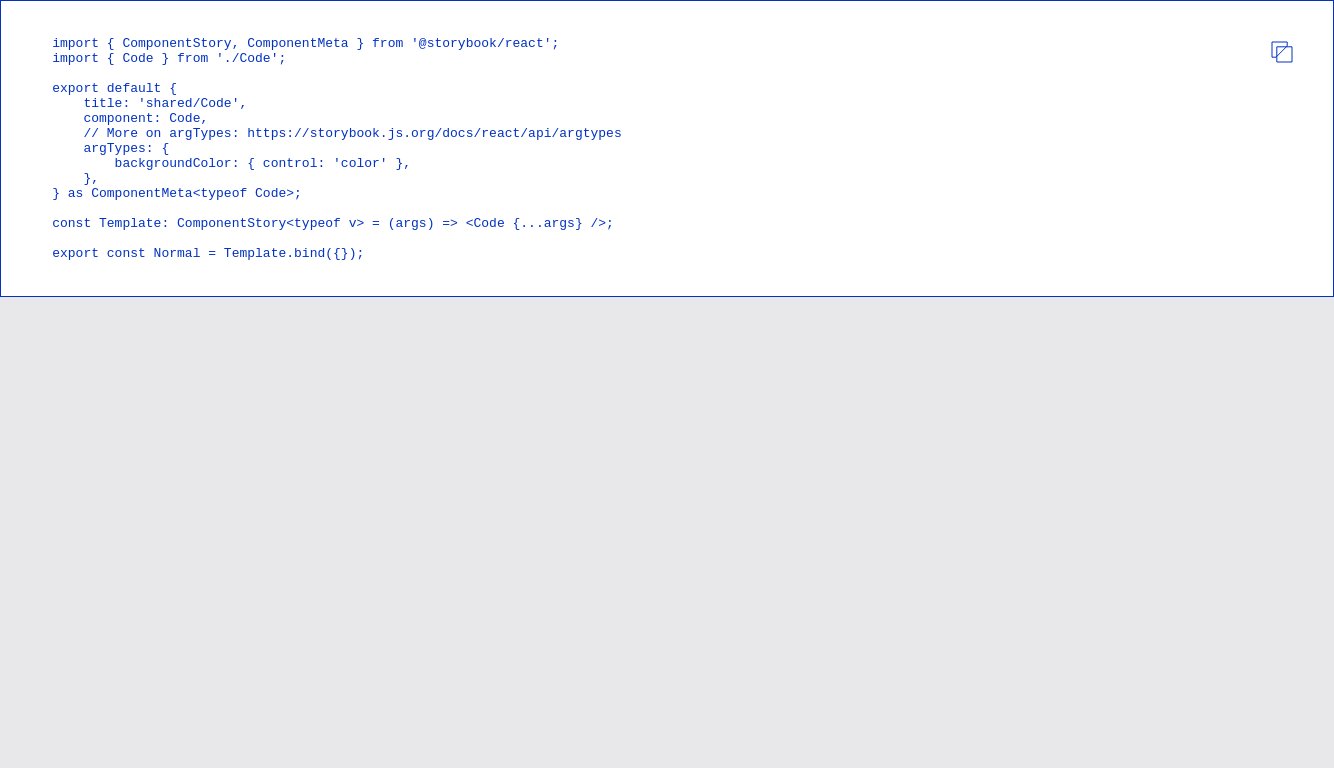 import { ComponentStory, ComponentMeta } from '@storybook/react';
import { Code } from './Code';

export default {
    title: 'shared/Code',
    component: Code,
    // More on argTypes: https://storybook.js.org/docs/react/api/argtypes
    argTypes: {
        backgroundColor: { control: 'color' },
    },
} as ComponentMeta<typeof Code>;

const Template: ComponentStory<typeof v> = (args) => <Code {...args} />;

export const Normal = Template.bind({});